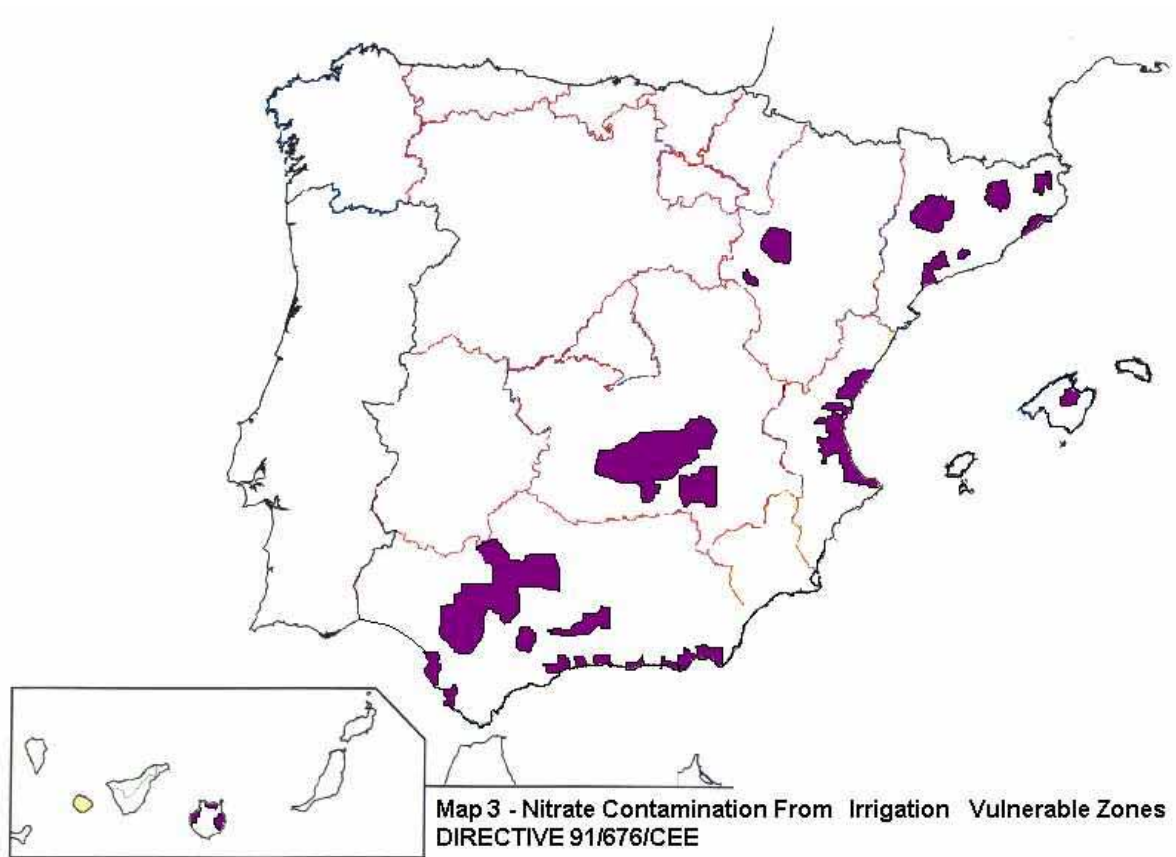 Map 3 - Nitrate Contamination From Irrigation Vulnerable Zones
DIRECTIVE 91/676/CEE